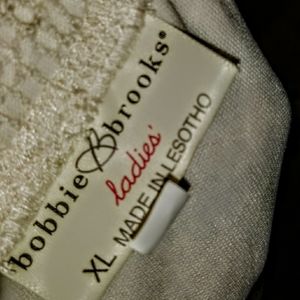 bobbie B brooks®
ladies'
XL MADE IN LESOTHO